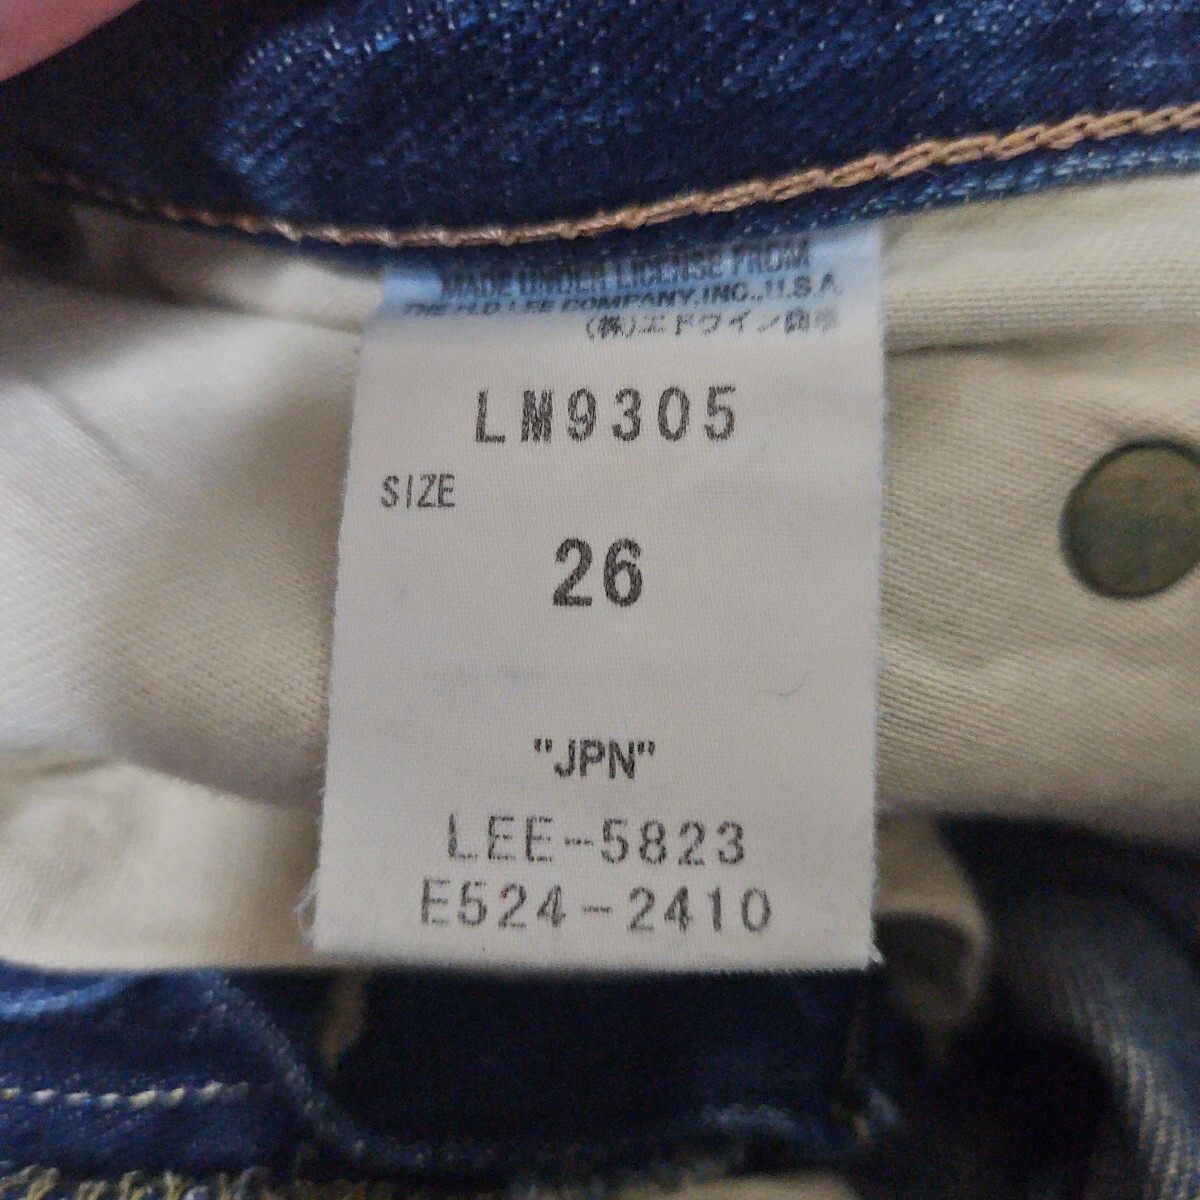 MADE UNDER LICENSE FROM
THE H.D. LEE COMPANY, INC., U.S.A.
(株)エドウイン商事
LM9305
SIZE
26
"JPN"
LEE-5823
E524-2410